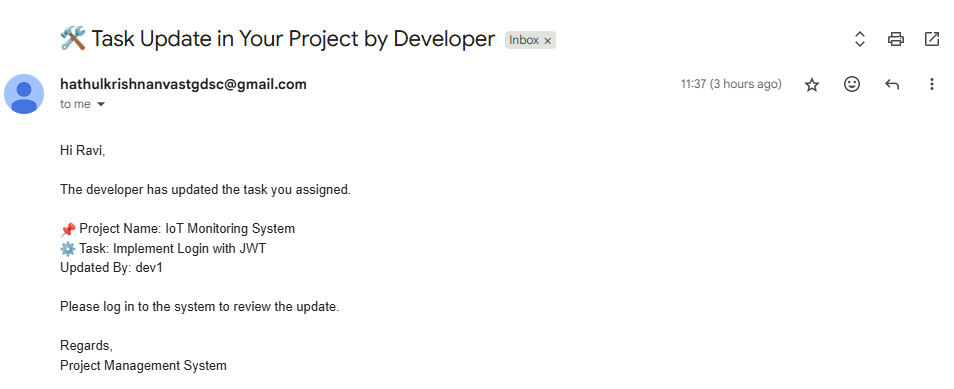 🛠️ Task Update in Your Project by Developer Inbox ×
hathulkrishnanvastgdsc@gmail.com 11:37 (3 hours ago)
to me
Hi Ravi,
The developer has updated the task you assigned.
📌 Project Name: IoT Monitoring System
⚙️ Task: Implement Login with JWT
Updated By: dev1
Please log in to the system to review the update.
Regards,
Project Management System